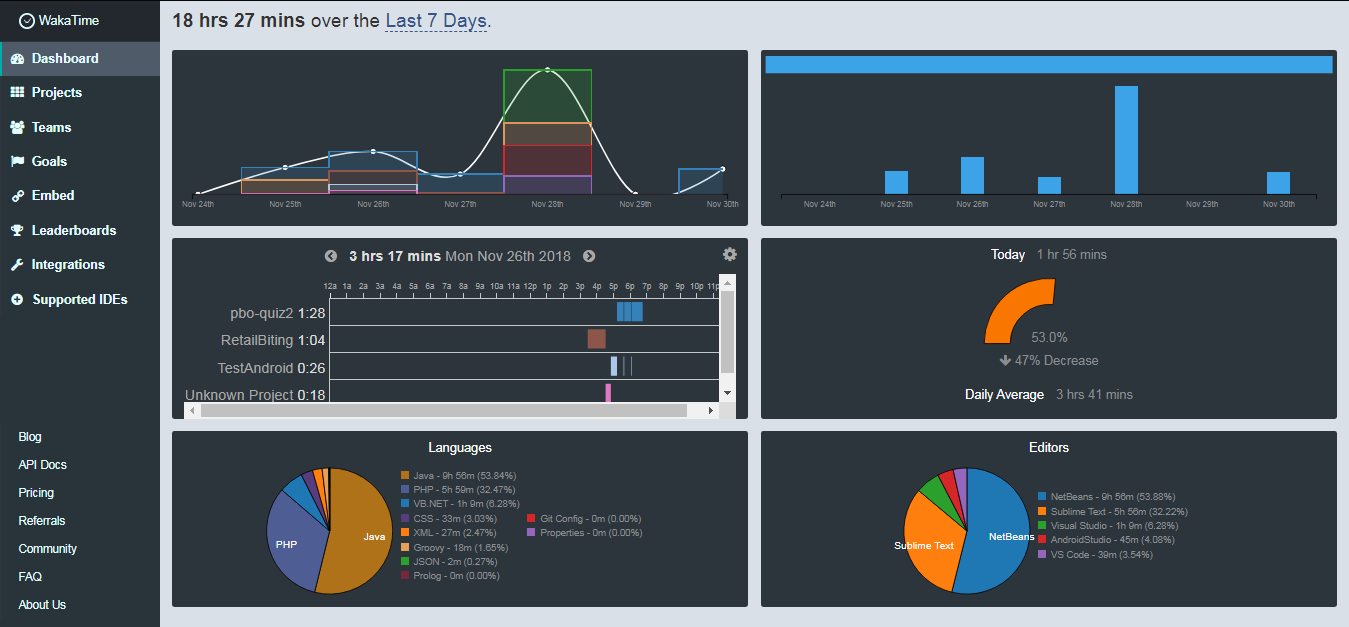 WakaTime
Dashboard
Projects
Teams
Goals
Embed
Leaderboards
Integrations
Supported IDEs
Blog
API Docs
Pricing
Referrals
Community
FAQ
About Us
18 hrs 27 mins over the Last 7 Days.
Nov 24th Nov 25th Nov 26th Nov 27th Nov 28th Nov 29th Nov 30th
Nov 24th Nov 25th Nov 26th Nov 27th Nov 28th Nov 29th Nov 30th
3 hrs 17 mins Mon Nov 26th 2018
12a 1a 2a 3a 4a 5a 6a 7a 8a 9a 10a 11a 12p 1p 2p 3p 4p 5p 6p 7p 8p 9p 10p 11p
pbo-quiz2 1:28
RetailBiting 1:04
TestAndroid 0:26
Unknown Project 0:18
Today 1 hr 56 mins
53.0%
47% Decrease
Daily Average 3 hrs 41 mins
Languages
PHP
Java
Java - 9h 56m (53.84%)
PHP - 5h 59m (32.47%)
VB.NET - 1h 9m (6.28%)
CSS - 33m (3.03%)
XML - 27m (2.47%)
Groovy - 18m (1.65%)
JSON - 2m (0.27%)
Prolog - 0m (0.00%)
Git Config - 0m (0.00%)
Properties - 0m (0.00%)
Editors
Sublime Text
NetBeans
NetBeans - 9h 56m (53.88%)
Sublime Text - 5h 56m (32.22%)
Visual Studio - 1h 9m (6.28%)
AndroidStudio - 45m (4.08%)
VS Code - 39m (3.54%)